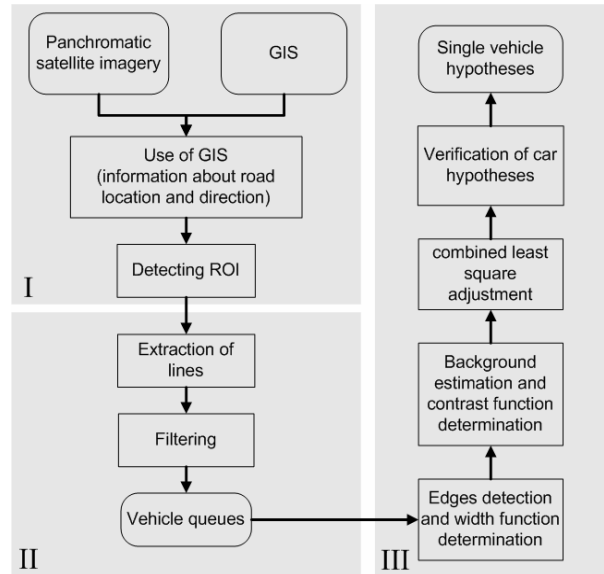 Panchromatic
satellite imagery
GIS
Use of GIS
(information about road
location and direction)
Detecting ROI
I
Extraction of
lines
Filtering
Vehicle queues
II
Single vehicle
hypotheses
Verification of car
hypotheses
combined least
square
adjustment
Background
estimation and
contrast function
determination
Edges detection
and width function
determination
III